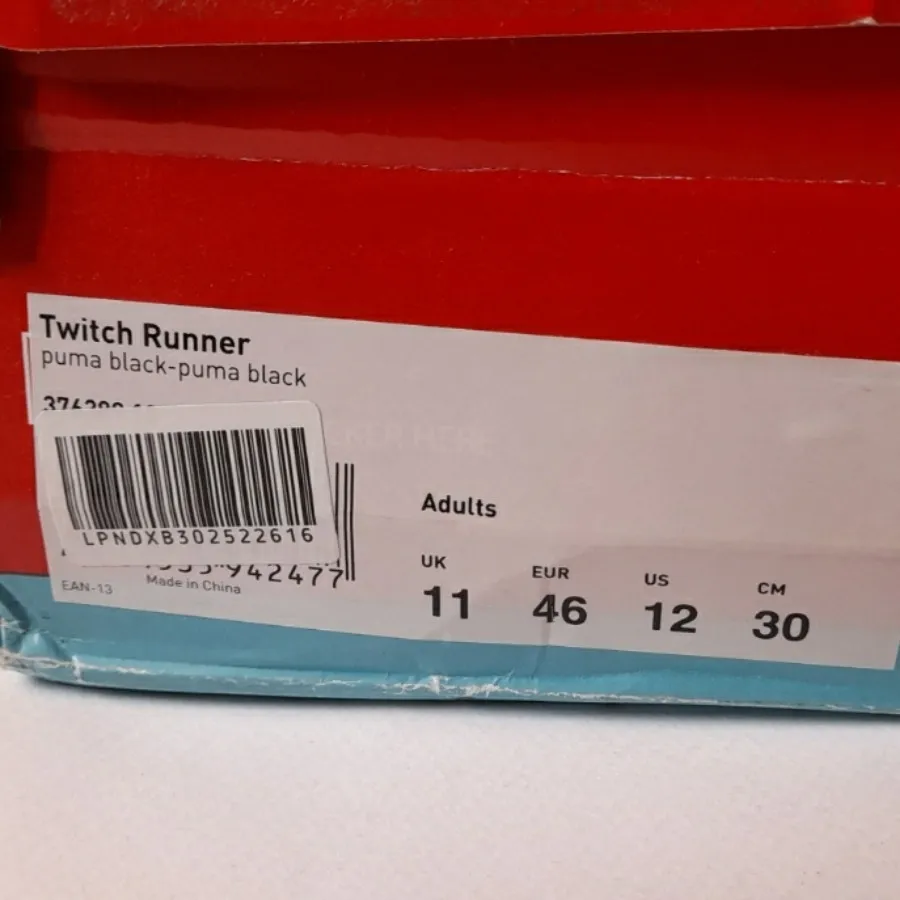 Twitch Runner
puma black-puma black
LPNDXB302522616
942477
EAN-13
Made in China
Adults
UK
11
EUR
46
US
12
CM
30